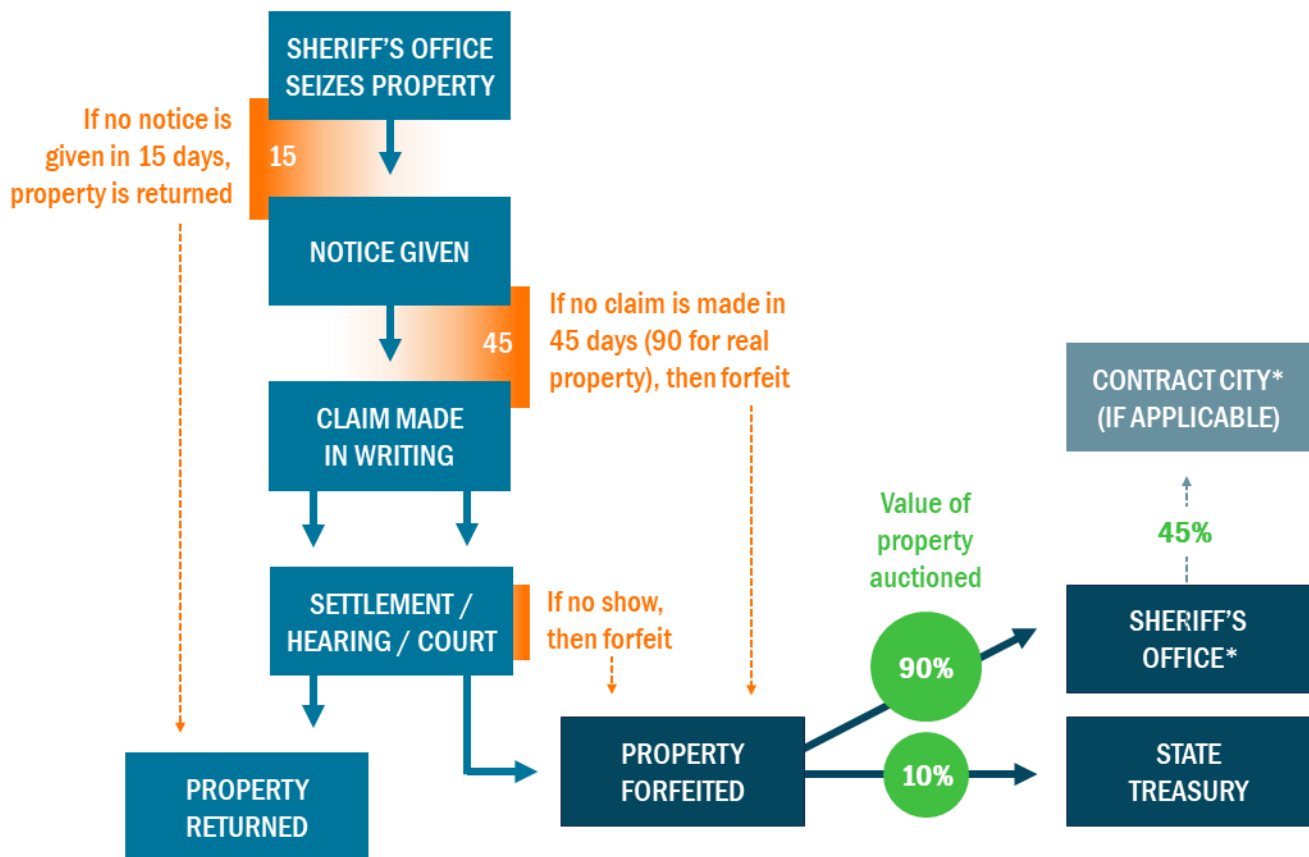 SHERIFF'S OFFICE
SEIZES PROPERTY
If no notice is
given in 15 days,
property is returned
15
NOTICE GIVEN
45
If no claim is made in
45 days (90 for real
property), then forfeit
CLAIM MADE
IN WRITING
CONTRACT CITY*
(IF APPLICABLE)
Value of
property
auctioned
45%
SETTLEMENT /
HEARING / COURT
If no show,
then forfeit
90%
SHERIFF'S
OFFICE*
PROPERTY
RETURNED
PROPERTY
FORFEITED
10%
STATE
TREASURY